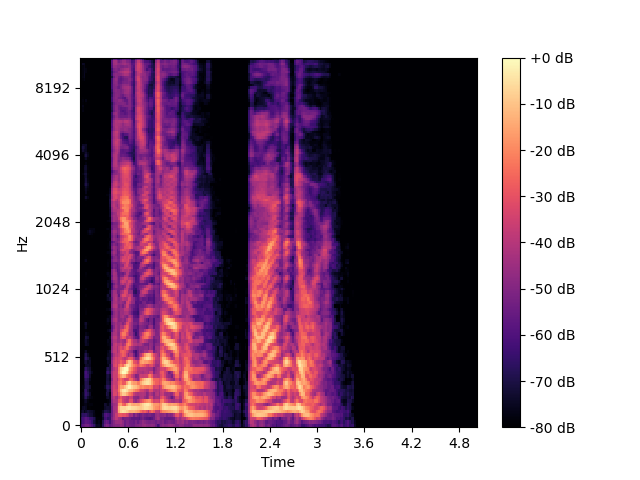 +0 dB
8192
-10 dB
4096
-20 dB
-30 dB
2048
Hz
-40 dB
1024
-50 dB
512
-60 dB
-70 dB
0
-80 dB
0 0.6 1.2 1.8 2.4 3 3.6 4.2 4.8
Time